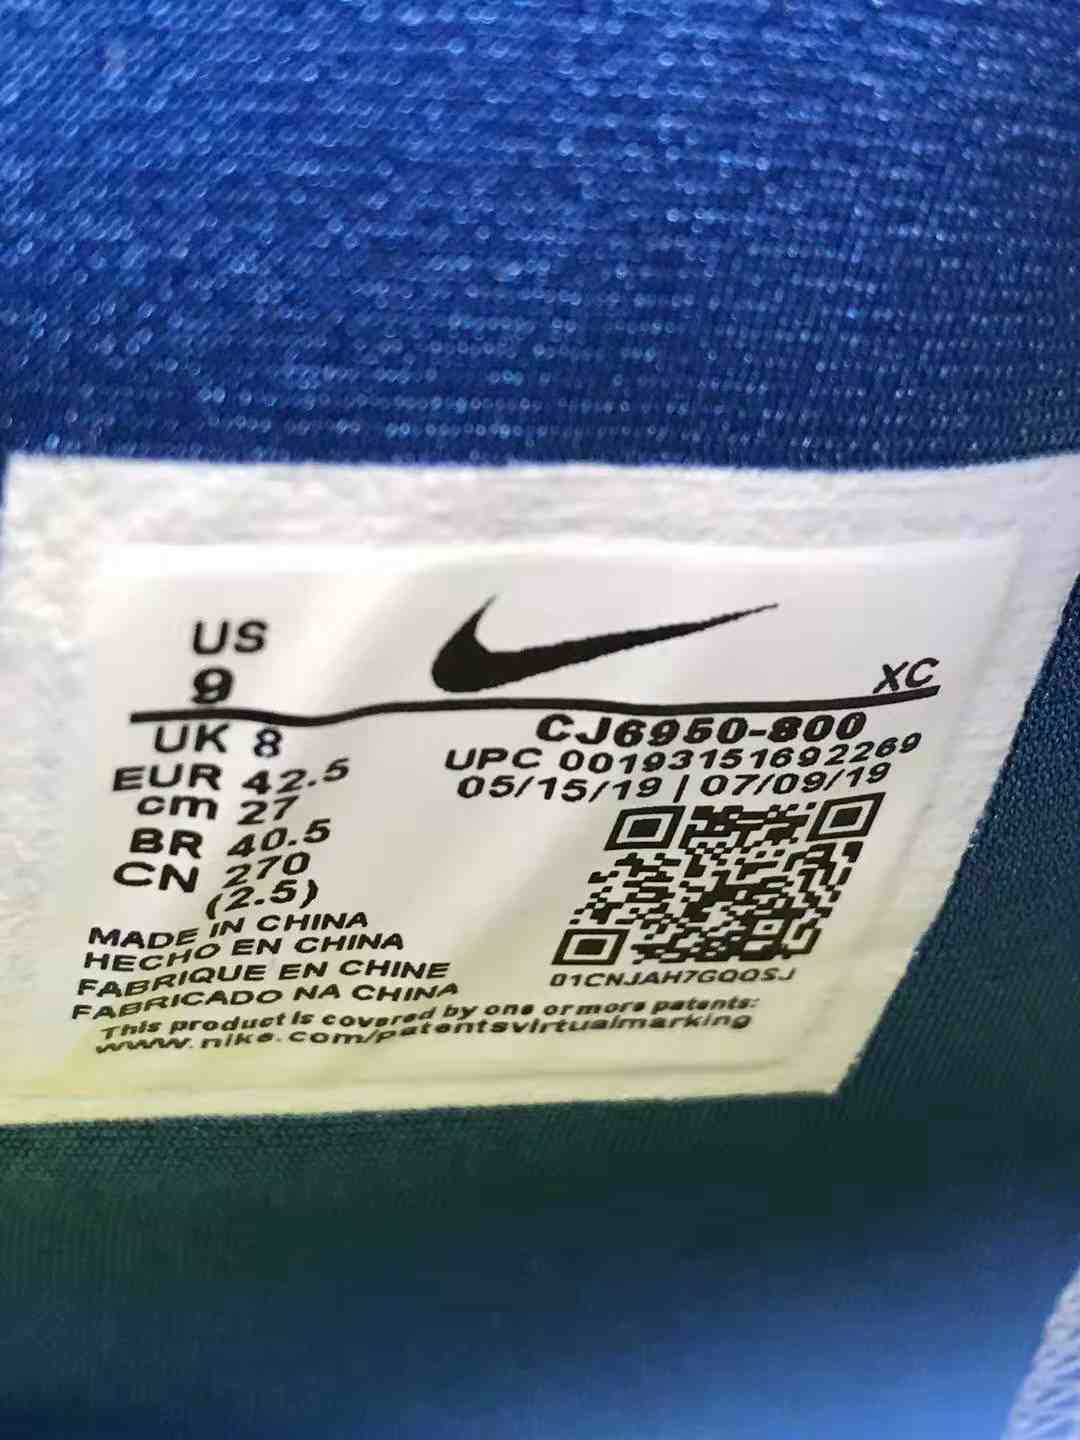 US
9
XC
UK 8
EUR 42.5
cm 27
BR 40.5
CN 270
(2.5)
CJ6950-800
UPC 00193151692269
05/15/19 | 07/09/19
01CNJAH7GQQSJ
MADE IN CHINA
HECHO EN CHINA
FABRIQUE EN CHINE
FABRICADO NA CHINA
This product is covered by one or more patents:
www.nike.com/patentsvirtualmarking